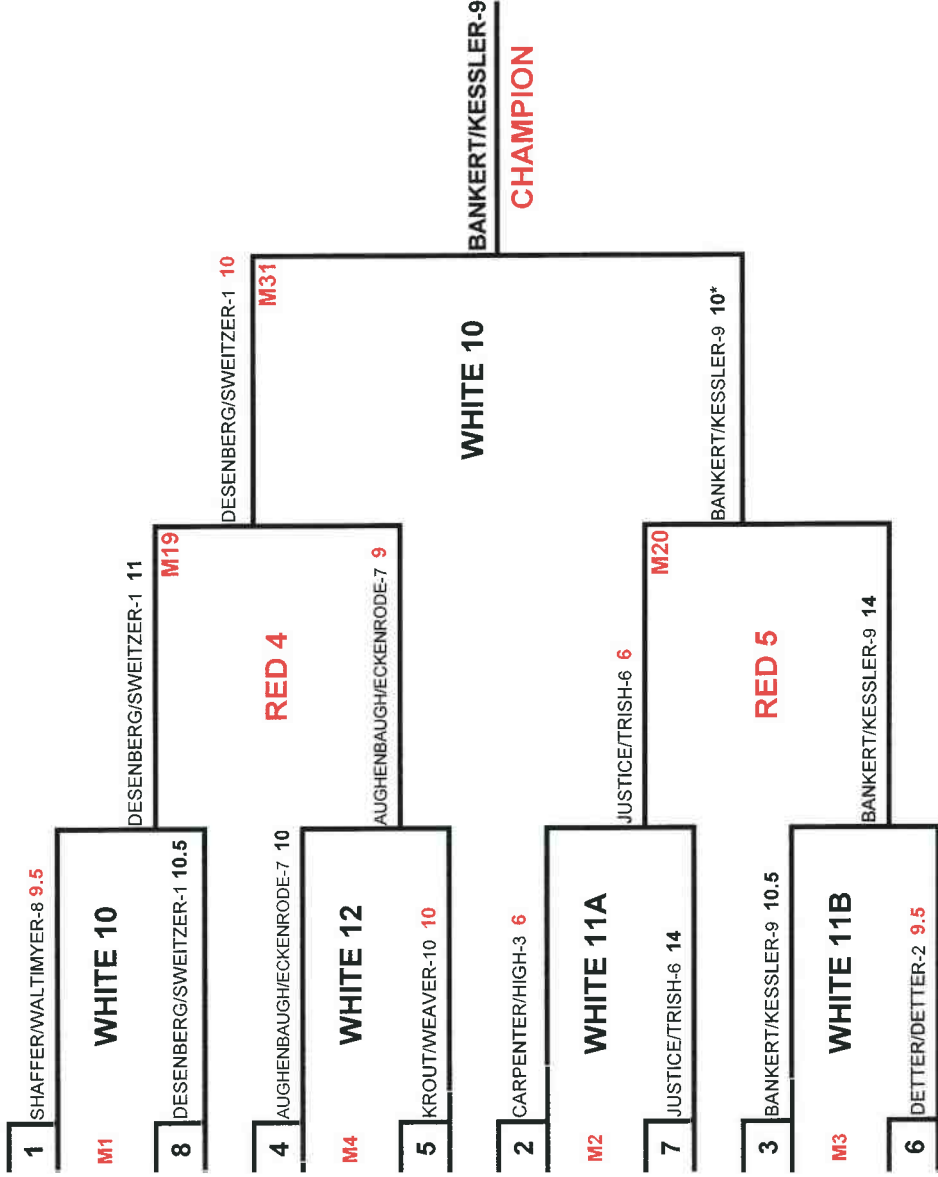 1 SHAFFER/WALTIMYER-8 9.5
M1 WHITE 10
8 DESENBERG/SWEITZER-1 10.5
DESENBERG/SWEITZER-1 11
M19
RED 4
4 AUGHENBAUGH/ECKENRODE-7 10
M4 WHITE 12
5 KROUT/WEAVER-10 10
AUGHENBAUGH/ECKENRODE-7 9
DESENBERG/SWEITZER-1 10
M31
WHITE 10
BANKERT/KESSLER-9
CHAMPION
2 CARPENTER/HIGH-3 6
M2 WHITE 11A
7 JUSTICE/TRISH-6 14
JUSTICE/TRISH-6 6
M20
RED 5
BANKERT/KESSLER-9 10*
3 BANKERT/KESSLER-9 10.5
M3 WHITE 11B
6 DETTER/DETTER-2 9.5
BANKERT/KESSLER-9 14